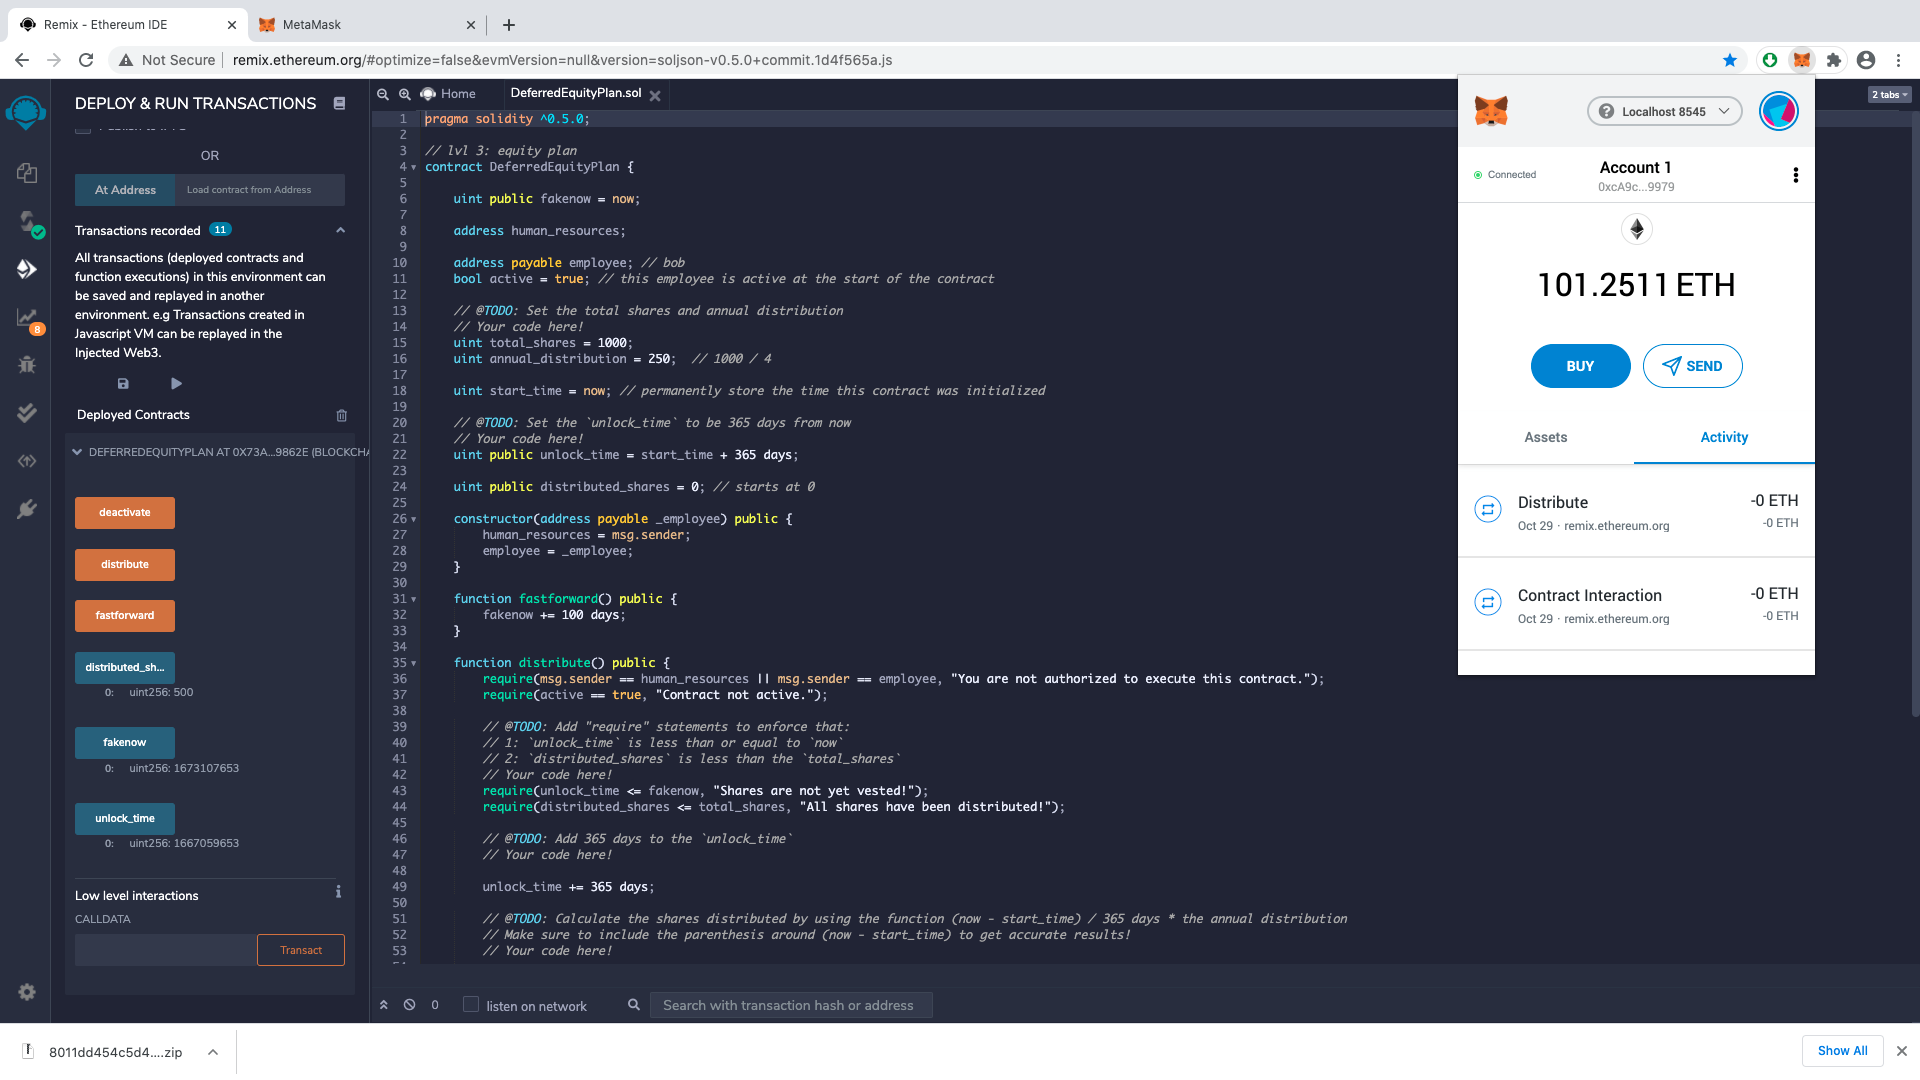 Remix - Ethereum IDE
MetaMask
Not Secure
remix.ethereum.org/#optimize=false&evmVersion=null&version=soljson-v0.5.0+commit.1d4f565a.js
DEPLOY & RUN TRANSACTIONS
OR
At Address
Load contract from Address
Transactions recorded 11
All transactions (deployed contracts and
function executions) in this environment can
be saved and replayed in another
environment. e.g Transactions created in
Javascript VM can be replayed in the
Injected Web3.
8
Deployed Contracts
DEFERREDEQUITYPLAN AT 0X73A...9862E (BLOCKCHA
deactivate
distribute
fastforward
distributed_sh...
0: uint256: 500
fakenow
0: uint256: 1673107653
unlock_time
0: uint256: 1667059653
Low level interactions
CALLDATA
Transact
Home
DeferredEquityPlan.sol
2 tabs
1 pragma solidity ^0.5.0;
2
3 // lvl 3: equity plan
4 contract DeferredEquityPlan {
5
6 uint public fakenow = now;
7
8 address human_resources;
9
10 address payable employee; // bob
11 bool active = true; // this employee is active at the start of the contract
12
13 // @TODO: Set the total shares and annual distribution
14 // Your code here!
15 uint total_shares = 1000;
16 uint annual_distribution = 250; // 1000 / 4
17
18 uint start_time = now; // permanently store the time this contract was initialized
19
20 // @TODO: Set the `unlock_time` to be 365 days from now
21 // Your code here!
22 uint public unlock_time = start_time + 365 days;
23
24 uint public distributed_shares = 0; // starts at 0
25
26 constructor(address payable _employee) public {
27 human_resources = msg.sender;
28 employee = _employee;
29 }
30
31 function fastforward() public {
32 fakenow += 100 days;
33 }
34
35 function distribute() public {
36 require(msg.sender == human_resources || msg.sender == employee, "You are not authorized to execute this contract.");
37 require(active == true, "Contract not active.");
38
39 // @TODO: Add "require" statements to enforce that:
40 // 1: `unlock_time` is less than or equal to `now`
41 // 2: `distributed_shares` is less than the `total_shares`
42 // Your code here!
43 require(unlock_time <= fakenow, "Shares are not yet vested!");
44 require(distributed_shares <= total_shares, "All shares have been distributed!");
45
46 // @TODO: Add 365 days to the `unlock_time`
47 // Your code here!
48
49 unlock_time += 365 days;
50
51 // @TODO: Calculate the shares distributed by using the function (now - start_time) / 365 days * the annual distribution
52 // Make sure to include the parenthesis around (now - start_time) to get accurate results!
53 // Your code here!
0
listen on network
Search with transaction hash or address
Localhost 8545
Connected
Account 1
0xcA9c...9979
101.2511 ETH
BUY
SEND
Assets
Activity
Distribute
-0 ETH
Oct 29 · remix.ethereum.org
-0 ETH
Contract Interaction
-0 ETH
Oct 29 · remix.ethereum.org
-0 ETH
8011dd454c5d4....zip
Show All